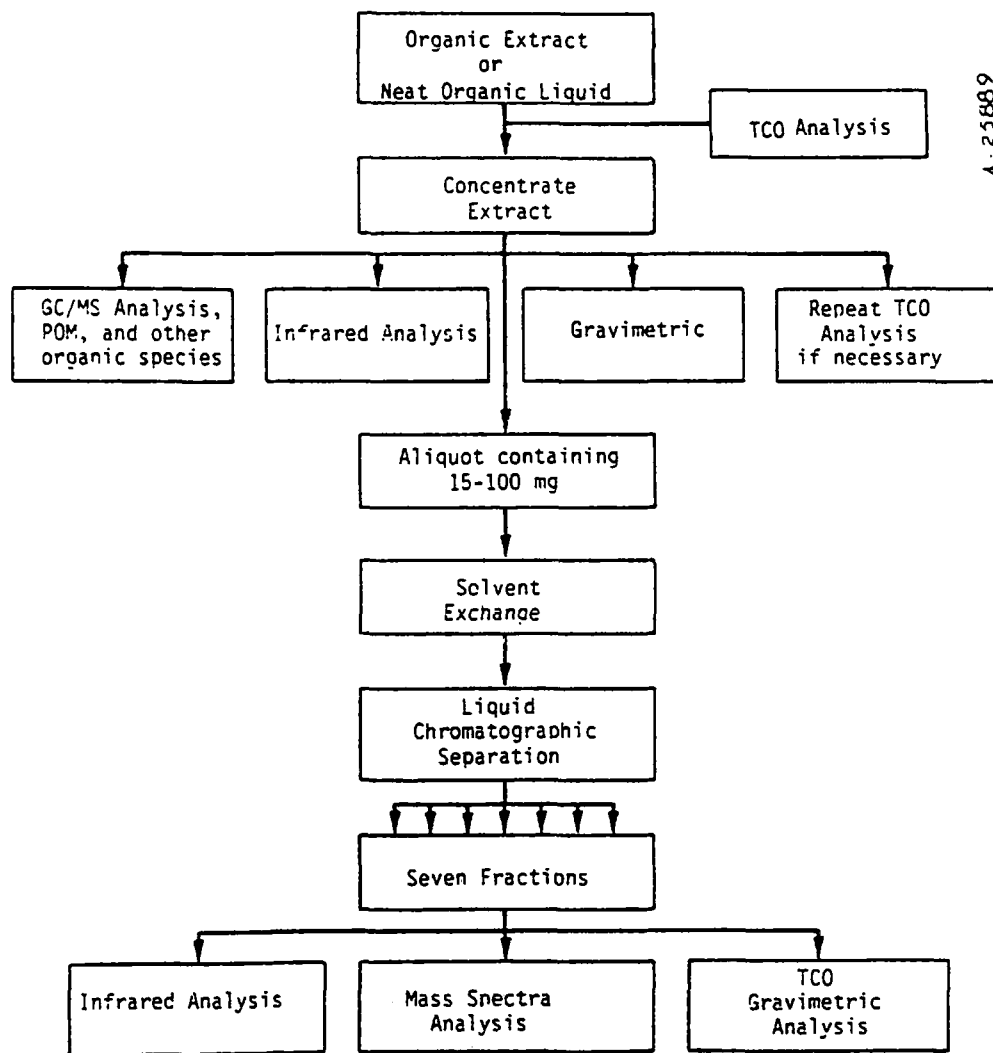 Organic Extract
or
Neat Organic Liquid
TCO Analysis
Concentrate
Extract
GC/MS Analysis,
POM, and other
organic species
Infrared Analysis
Gravimetric
Repeat TCO
Analysis
if necessary
Aliquot containing
15-100 mg
Solvent
Exchange
Liquid
Chromatographic
Separation
Seven Fractions
Infrared Analysis
Mass Spectra
Analysis
TCO
Gravimetric
Analysis